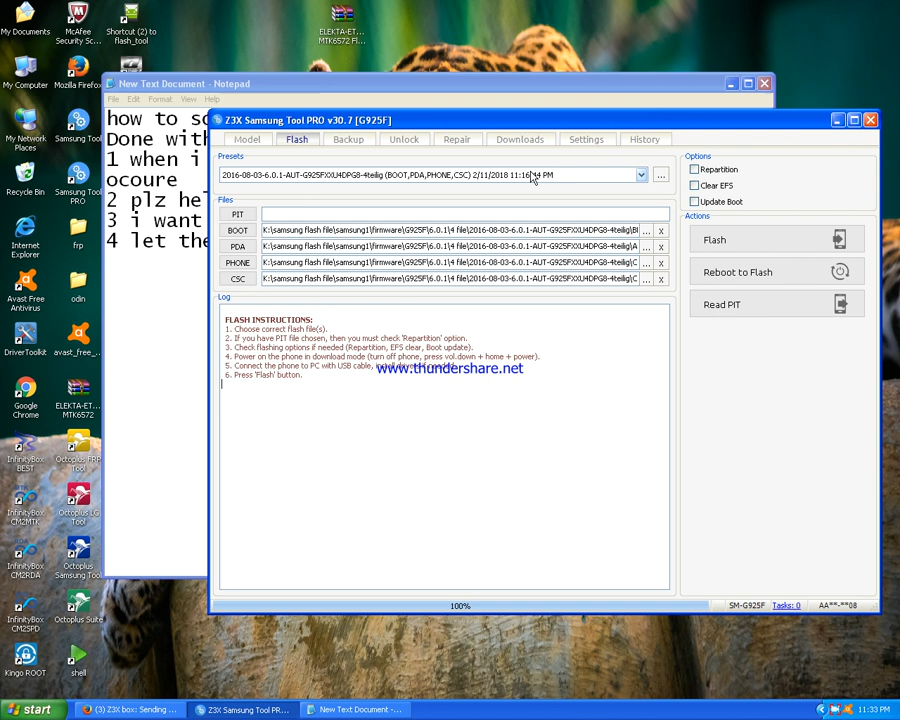 My Documents
McAfee Security Sc...
Shortcut (2) to flash_tool
ELEKTA-ET... MTK6572 Fl...
My Computer
Mozilla Firefox
My Network Places
Samsung Tool
Recycle Bin
Samsung Tool PRO
Internet Explorer
frp
Avast Free Antivirus
odin
DriverToolkit
avast_free_...
Google Chrome
ELEKTA-ET... MTK6572
InfinityBox BEST
Octoplus FRP Tool
InfinityBox CM2MTK
Octoplus LG Tool
InfinityBox CM2RDA
Octoplus Samsung Tool
InfinityBox CM2SPD
Octoplus Suite
Kingo ROOT
shell
New Text Document - Notepad
File Edit Format View Help
how to so
Done with
1 when i
ocoure
2 plz hel
3 i want
4 let the
Z3X Samsung Tool PRO v30.7 [G925F]
Model Flash Backup Unlock Repair Downloads Settings History
Presets
2016-08-03-6.0.1-AUT-G925FXXU4DPG8-4teilig (BOOT,PDA,PHONE,CSC) 2/11/2018 11:16:44 PM
...
Files
PIT
BOOT K:\samsung flash file\samsung1\firmware\G925F\6.0.1\4 file\2016-08-03-6.0.1-AUT-G925FXXU4DPG8-4teilig\Bl ... x
PDA K:\samsung flash file\samsung1\firmware\G925F\6.0.1\4 file\2016-08-03-6.0.1-AUT-G925FXXU4DPG8-4teilig\A ... x
PHONE K:\samsung flash file\samsung1\firmware\G925F\6.0.1\4 file\2016-08-03-6.0.1-AUT-G925FXXU4DPG8-4teilig\C ... x
CSC K:\samsung flash file\samsung1\firmware\G925F\6.0.1\4 file\2016-08-03-6.0.1-AUT-G925FXXU4DPG8-4teilig\C ... x
Log
FLASH INSTRUCTIONS:
1. Choose correct flash file(s).
2. If you have PIT file chosen, then you must check 'Repartition' option.
3. Check flashing options if needed (Repartition, EFS clear, Boot update).
4. Power on the phone in download mode (turn off phone, press vol.down + home + power).
5. Connect the phone to PC with USB cable,
www.thundershare.net
6. Press 'Flash' button.
Options
Repartition
Clear EFS
Update Boot
Actions
Flash
Reboot to Flash
Read PIT
100%
SM-G925F Tasks: 0 AA**-**08
start
(3) Z3X box: Sending ...
Z3X Samsung Tool PR...
New Text Document -...
11:33 PM